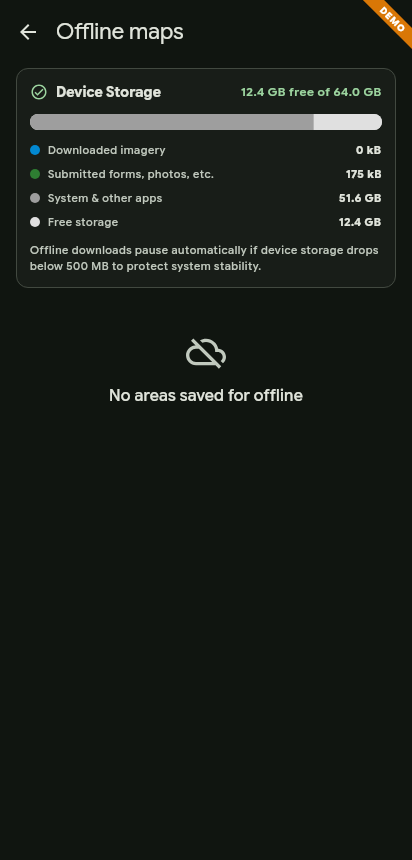 Offline maps
DEMO
Device Storage
12.4 GB free of 64.0 GB
Downloaded imagery 0 kB
Submitted forms, photos, etc. 175 kB
System & other apps 51.6 GB
Free storage 12.4 GB
Offline downloads pause automatically if device storage drops
below 500 MB to protect system stability.
No areas saved for offline